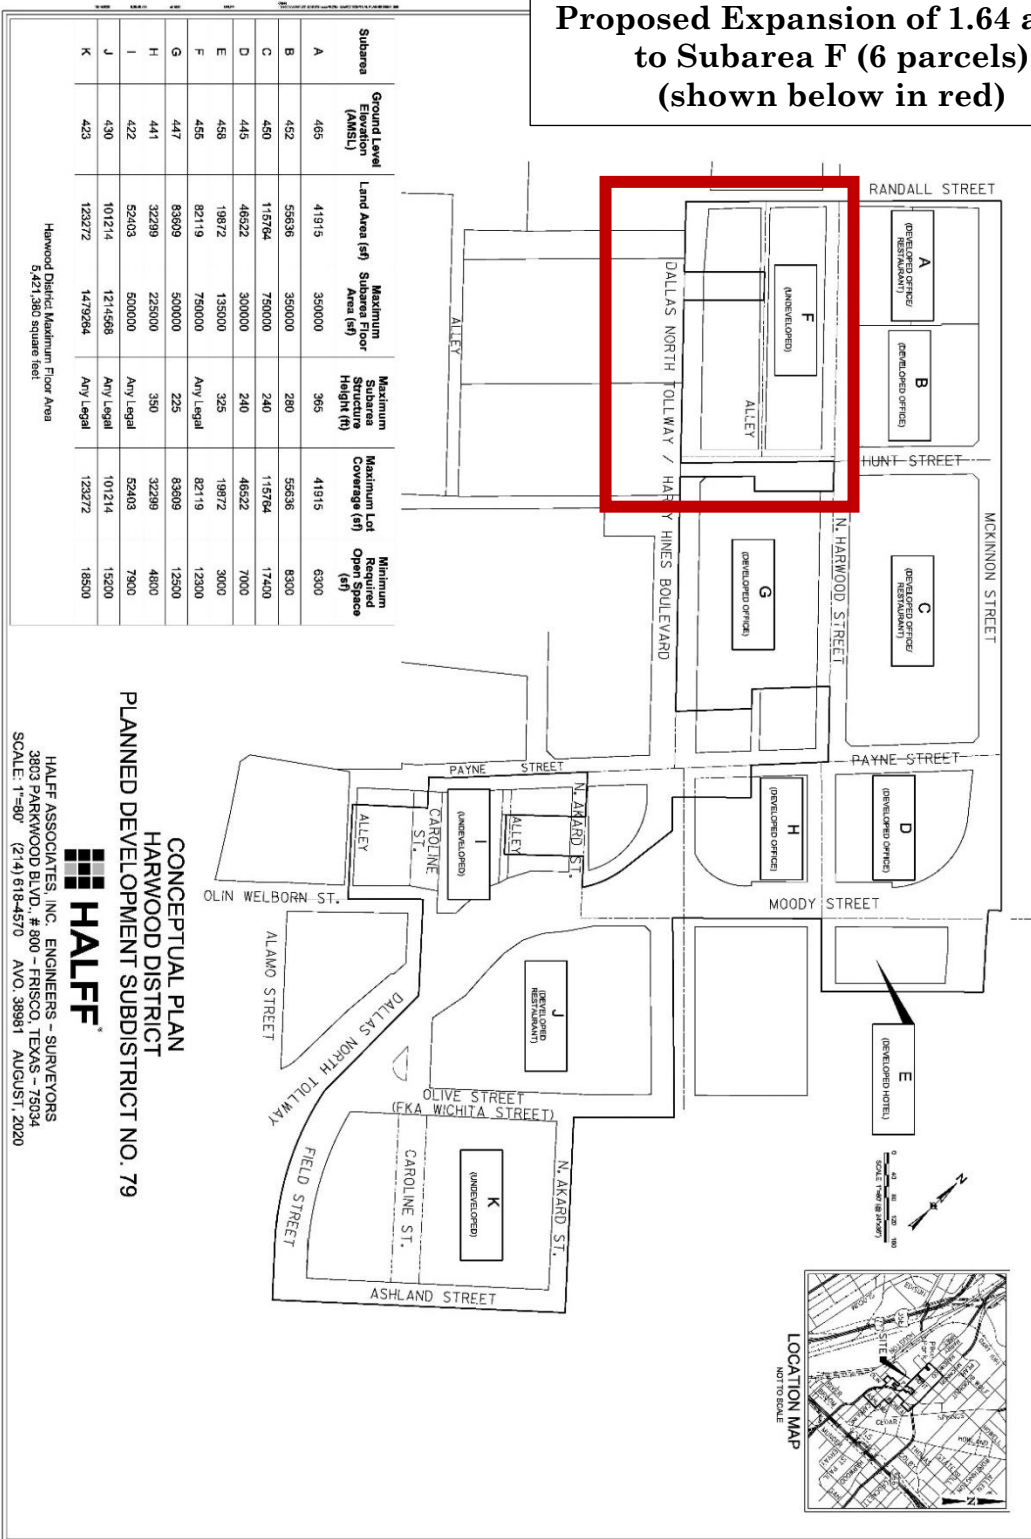 Proposed Expansion of 1.64 a
to Subarea F (6 parcels)
(shown below in red)
Subarea Ground Level Elevation (AMSL) Land Area (sf) Maximum Subarea Floor Area (sf) Maximum Subarea Structure Height (ft) Maximum Lot Coverage (sf) Minimum Required Open Space (sf)
A 465 41915 350000 365 41915 6300
B 452 55636 350000 280 55636 8300
C 450 115764 750000 240 115764 17400
D 445 46522 300000 240 46522 7000
E 458 19872 135000 325 19872 3000
F 455 82119 750000 Any Legal 82119 12300
G 447 83609 500000 225 83609 12500
H 441 32299 225000 350 32299 4800
I 422 52403 500000 Any Legal 52403 7900
J 430 101214 1214568 Any Legal 101214 15200
K 423 123272 1479264 Any Legal 123272 18500
Harwood District Maximum Floor Area
5,421,380 square feet
RANDALL STREET
A
(DEVELOPED OFFICE/
RESTAURANT)
B
(DEVELOPED OFFICE)
F
(UNDEVELOPED)
ALLEY
ALLEY
DALLAS NORTH TOLLWAY / HARRY HINES BOULEVARD
HUNT STREET
MCKINNON STREET
N. HARWOOD STREET
C
(DEVELOPED OFFICE/
RESTAURANT)
G
(DEVELOPED OFFICE)
PAYNE STREET
PAYNE STREET
D
(DEVELOPED OFFICE)
H
(DEVELOPED OFFICE)
N. AKARD ST.
I
(UNDEVELOPED)
ALLEY
CAROLINE
ST.
ALLEY
OLIN WELBORN ST.
MOODY STREET
ALAMO STREET
DALLAS NORTH TOLLWAY
J
(DEVELOPED
RESTAURANT)
E
(DEVELOPED HOTEL)
OLIVE STREET
(FKA WICHITA STREET)
FIELD STREET
CAROLINE ST.
K
(UNDEVELOPED)
N. AKARD ST.
ASHLAND STREET
N
LOCATION MAP
NOT TO SCALE
SITE
CONCEPTUAL PLAN
HARWOOD DISTRICT
PLANNED DEVELOPMENT SUBDISTRICT NO. 79
HALFF
HALFF ASSOCIATES, INC. ENGINEERS - SURVEYORS
3803 PARKWOOD BLVD., # 800 - FRISCO, TEXAS - 75034
SCALE: 1"=80' (214) 618-4570 AVO. 38981 AUGUST, 2020